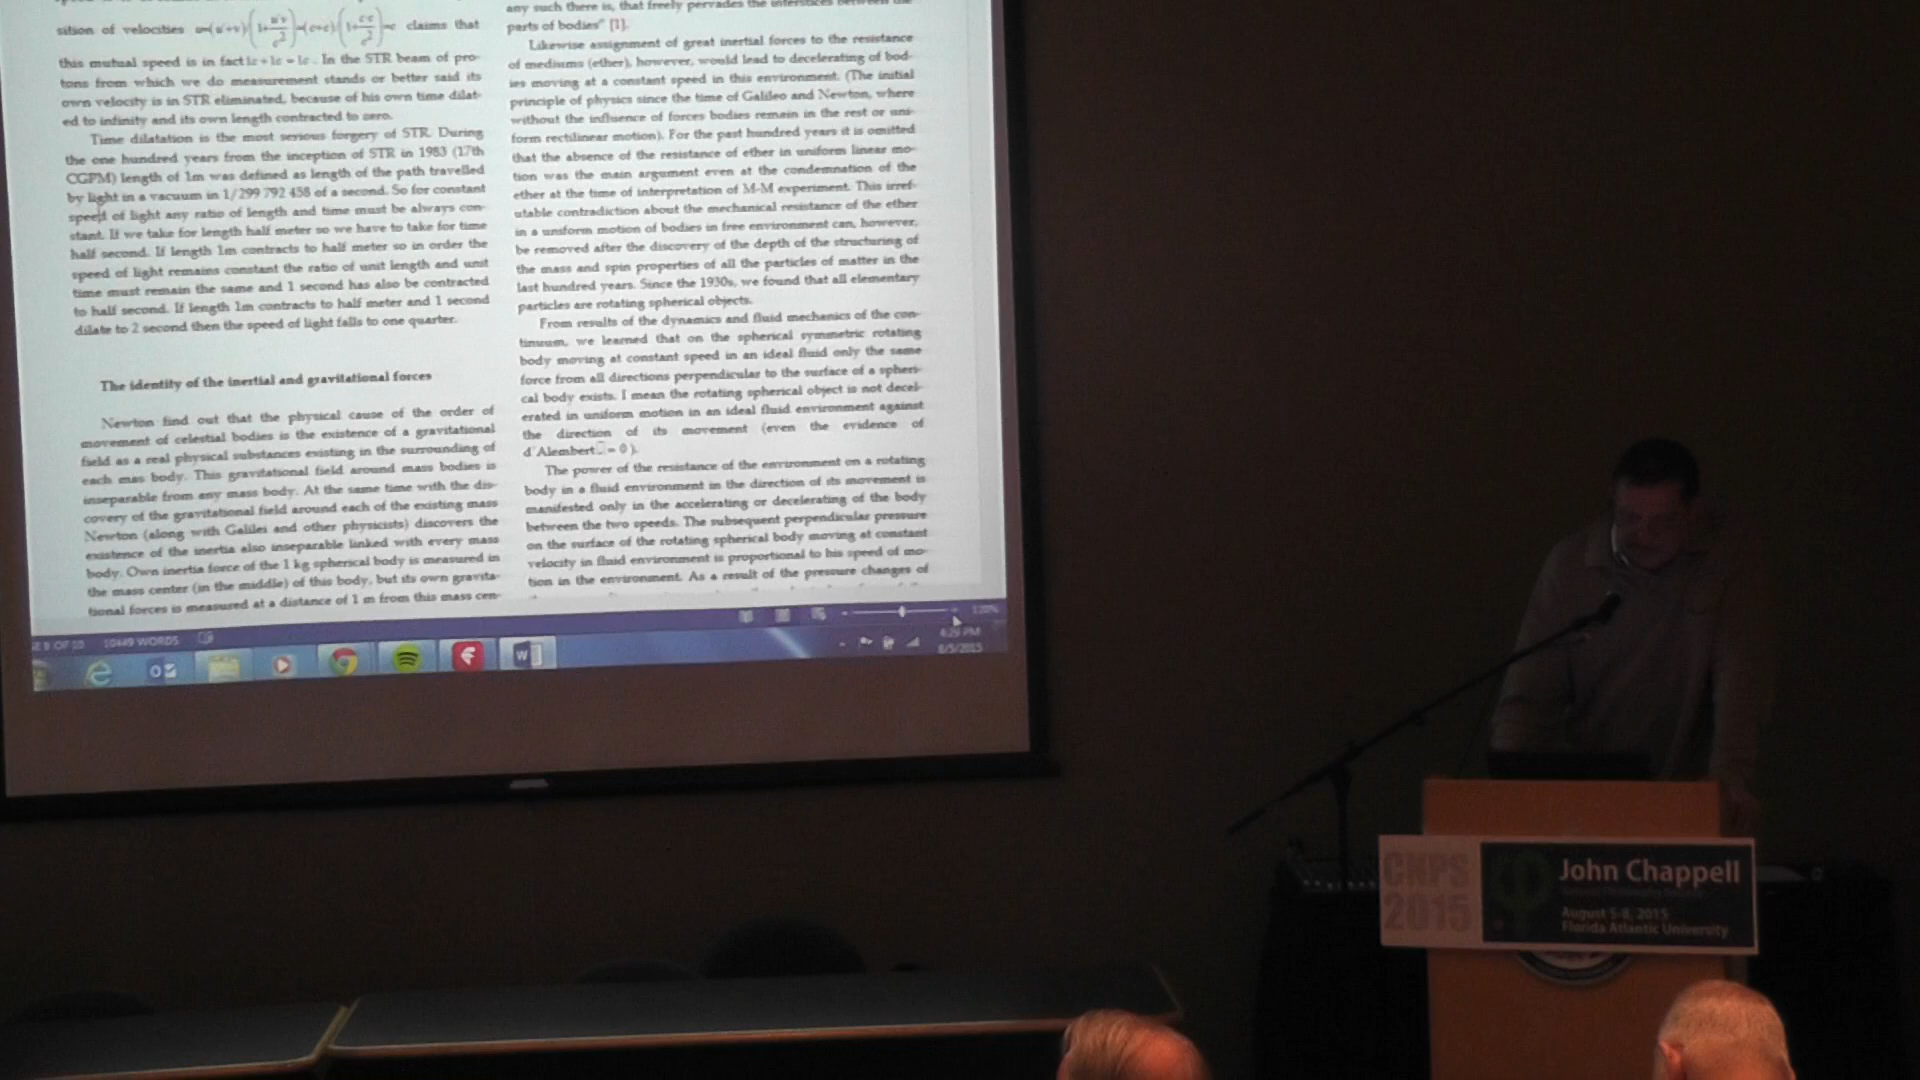 sition of velocities claims that
this mutual speed is in fact 1c + 1c = 1c . In the STR beam of pro-
tons from which we do measurement stands or better said its
own velocity is in STR eliminated, because of his own time dilat-
ed to infinity and its own length contracted to zero.
Time dilatation is the most serious forgery of STR. During
the one hundred years from the inception of STR in 1983 (17th
CGPM) length of 1m was defined as length of the path travelled
by light in a vacuum in 1/299 792 458 of a second. So for constant
speed of light any ratio of length and time must be always con-
stant. If we take for length half meter so we have to take for time
half second. If length 1m contracts to half meter so in order the
speed of light remains constant the ratio of unit length and unit
time must remain the same and 1 second has also be contracted
to half second. If length 1m contracts to half meter and 1 second
dilate to 2 second then the speed of light falls to one quarter.
The identity of the inertial and gravitational forces
Newton find out that the physical cause of the order of
movement of celestial bodies is the existence of a gravitational
field as a real physical substances existing in the surrounding of
each mas body. This gravitational field around mass bodies is
inseparable from any mass body. At the same time with the dis-
covery of the gravitational field around each of the existing mass
Newton (along with Galilei and other physicists) discovers the
existence of the inertia also inseparable linked with every mass
body. Own inertia force of the 1 kg spherical body is measured in
the mass center (in the middle) of this body, but its own gravita-
tional forces is measured at a distance of 1 m from this mass cen-
any such there is, that freely pervades the interstices between the
parts of bodies" [1].
Likewise assignment of great inertial forces to the resistance
of mediums (ether), however, would lead to decelerating of bod-
ies moving at a constant speed in this environment. (The initial
principle of physics since the time of Galileo and Newton, where
without the influence of forces bodies remain in the rest or uni-
form rectilinear motion). For the past hundred years it is omitted
that the absence of the resistance of ether in uniform linear mo-
tion was the main argument even at the condemnation of the
ether at the time of interpretation of M-M experiment. This irref-
utable contradiction about the mechanical resistance of the ether
in a uniform motion of bodies in free environment can, however,
be removed after the discovery of the depth of the structuring of
the mass and spin properties of all the particles of matter in the
last hundred years. Since the 1930s, we found that all elementary
particles are rotating spherical objects.
From results of the dynamics and fluid mechanics of the con-
tinuum, we learned that on the spherical symmetric rotating
body moving at constant speed in an ideal fluid only the same
force from all directions perpendicular to the surface of a spheri-
cal body exists. I mean the rotating spherical object is not decel-
erated in uniform motion in an ideal fluid environment against
the direction of its movement (even the evidence of
d'Alembert = 0 ).
The power of the resistance of the environment on a rotating
body in a fluid environment in the direction of its movement is
manifested only in the accelerating or decelerating of the body
between the two speeds. The subsequent perpendicular pressure
on the surface of the rotating spherical body moving at constant
velocity in fluid environment is proportional to his speed of mo-
tion in the environment. As a result of the pressure changes of
OF 10 10449 WORDS
120%
4:29 PM
8/5/2015
CNPS
2015
John Chappell
August 5-8, 2015
Florida Atlantic University